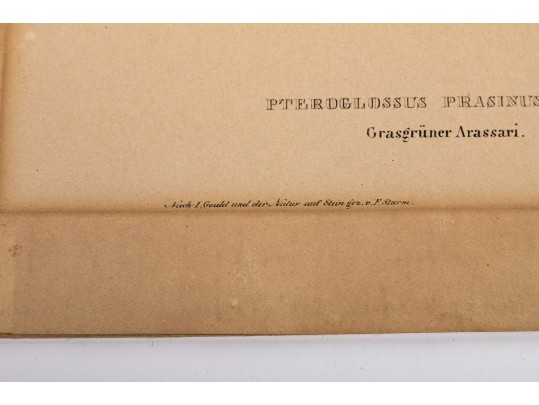 PTEROGLOSSUS PRASINUS
Grasgrüner Arassari.
Nach I. Gould und der Natur auf Stein gez. v. F. Sturm.